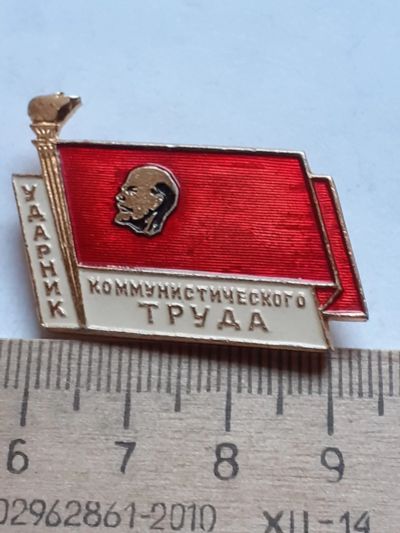 УДАРНИК
КОММУНИСТИЧЕСКОГО
ТРУДА
6 7 8 9
02962861-2010 XII-14